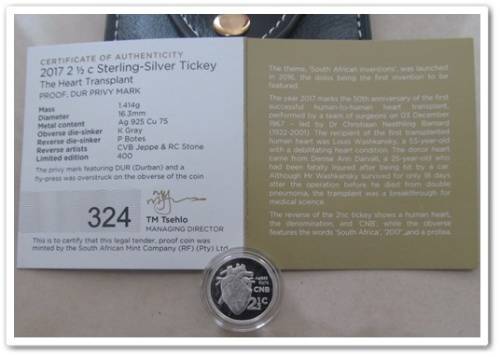 CERTIFICATE OF AUTHENTICITY
2017 2 ½ c Sterling-Silver Tickey
The Heart Transplant
PROOF, DUR PRIVY MARK
Mass 1.414g
Diameter 16.3mm
Metal content Ag 925 Cu 75
Obverse die-sinker K Gray
Reverse die-sinker P Botes
Reverse artists CVB Jeppe & RC Stone
Limited edition 400
The privy mark featuring DUR (Durban) and a
fly-press was overstruck on the obverse of the coin
324
TM Tsehlo
MANAGING DIRECTOR
This is to certify that this legal tender, proof coin was
minted by the South African Mint Company (RF) (Pty) Ltd.
The theme, 'South African Inventions', was launched
in 2016, the dolos being the first invention to be
featured.
The year 2017 marks the 50th anniversary of the first
successful human-to-human heart transplant,
performed by a team of surgeons on 03 December
1967 – led by Dr Christiaan Neethling Barnard
(1922-2001). The recipient of the first transplanted
human heart was Louis Washkansky, a 53-year-old
with a debilitating heart condition. The donor heart
came from Denise Ann Darvall, a 25-year-old who
had been fatally injured after being hit by a car.
Although Mr Washkansky survived for only 18 days
after the operation before he died from double
pneumonia, the transplant was a breakthrough for
medical science.
The reverse of the 2½c tickey shows a human heart,
the denomination, and CNB, while the obverse
features the words 'South Africa', '2017', and a protea.
HEART
CNB
2½c